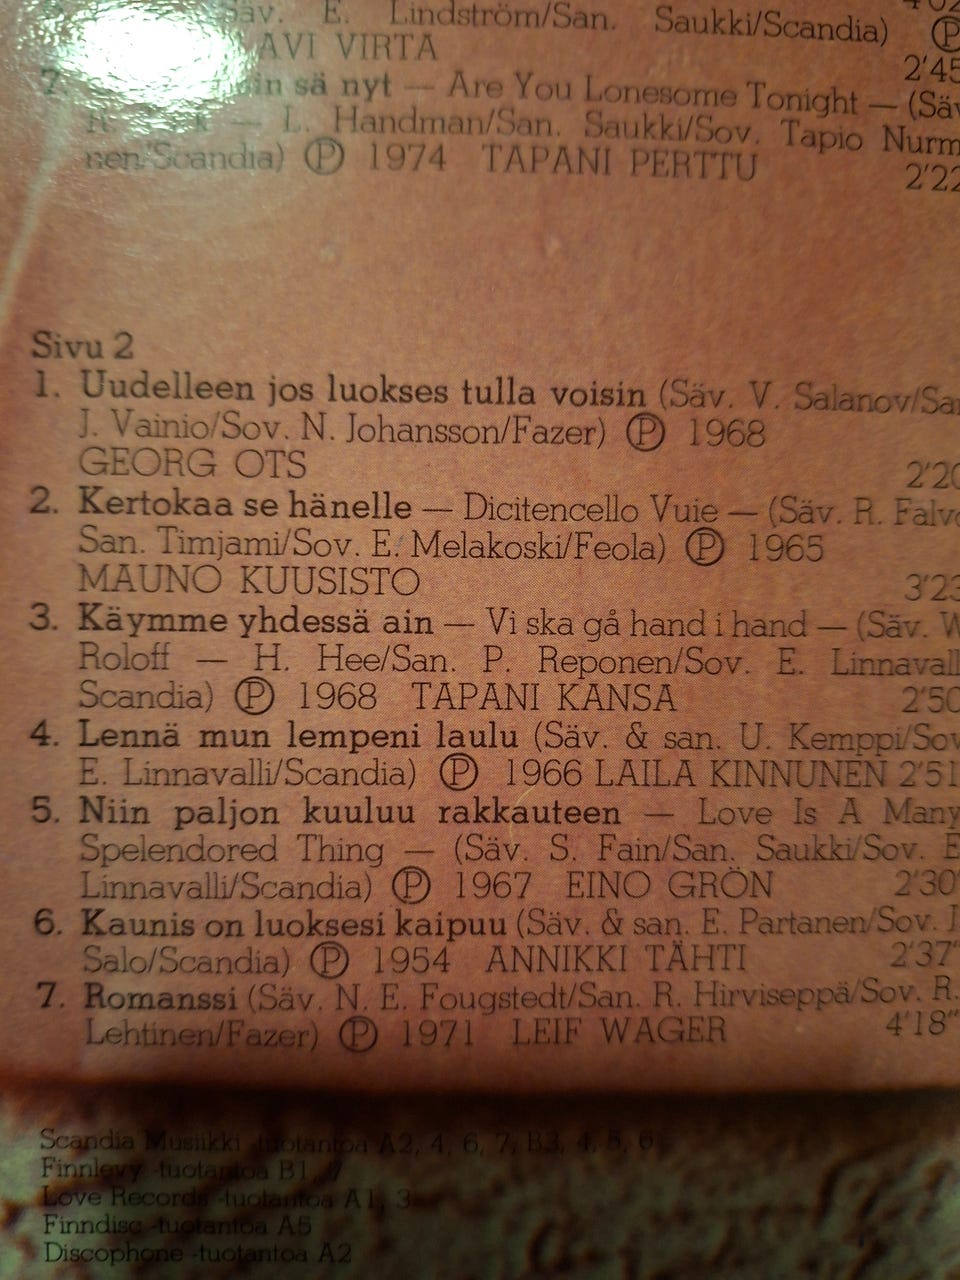 Säv. E. Lindström/San. Saukki/Scandia) Ⓟ
AVI VIRTA 2'45
7. in sä nyt — Are You Lonesome Tonight — (Säv
L. Handman/San. Saukki/Sov. Tapio Nurm
nen/Scandia) Ⓟ 1974 TAPANI PERTTU 2'22
Sivu 2
1. Uudelleen jos luokses tulla voisin (Säv. V. Salanov/San
J. Vainio/Sov. N. Johansson/Fazer) Ⓟ 1968
GEORG OTS 2'20
2. Kertokaa se hänelle — Dicitencello Vuie — (Säv. R. Falvo
San. Timjami/Sov. E. Melakoski/Feola) Ⓟ 1965
MAUNO KUUSISTO 3'23
3. Käymme yhdessä ain — Vi ska gå hand i hand — (Säv. W
Roloff — H. Hee/San. P. Reponen/Sov. E. Linnavall
Scandia) Ⓟ 1968 TAPANI KANSA 2'50
4. Lennä mun lempeni laulu (Säv. & san. U. Kemppi/Sov
E. Linnavalli/Scandia) Ⓟ 1966 LAILA KINNUNEN 2'51
5. Niin paljon kuuluu rakkauteen — Love Is A Many
Spelendored Thing — (Säv. S. Fain/San. Saukki/Sov. E
Linnavalli/Scandia) Ⓟ 1967 EINO GRÖN 2'30"
6. Kaunis on luoksesi kaipuu (Säv. & san. E. Partanen/Sov. J
Salo/Scandia) Ⓟ 1954 ANNIKKI TÄHTI 2'37"
7. Romanssi (Säv. N. E. Fougstedt/San. R. Hirviseppä/Sov. R.
Lehtinen/Fazer) Ⓟ 1971 LEIF WAGER 4'18"
Scandia Musiikki -tuotantoa A2, 4, 6, 7, B3, 4, 5, 6
Finnlevy -tuotantoa B1, 7
Love Records -tuotantoa A1, 3
Finndisc -tuotantoa A5
Discophone -tuotantoa A2